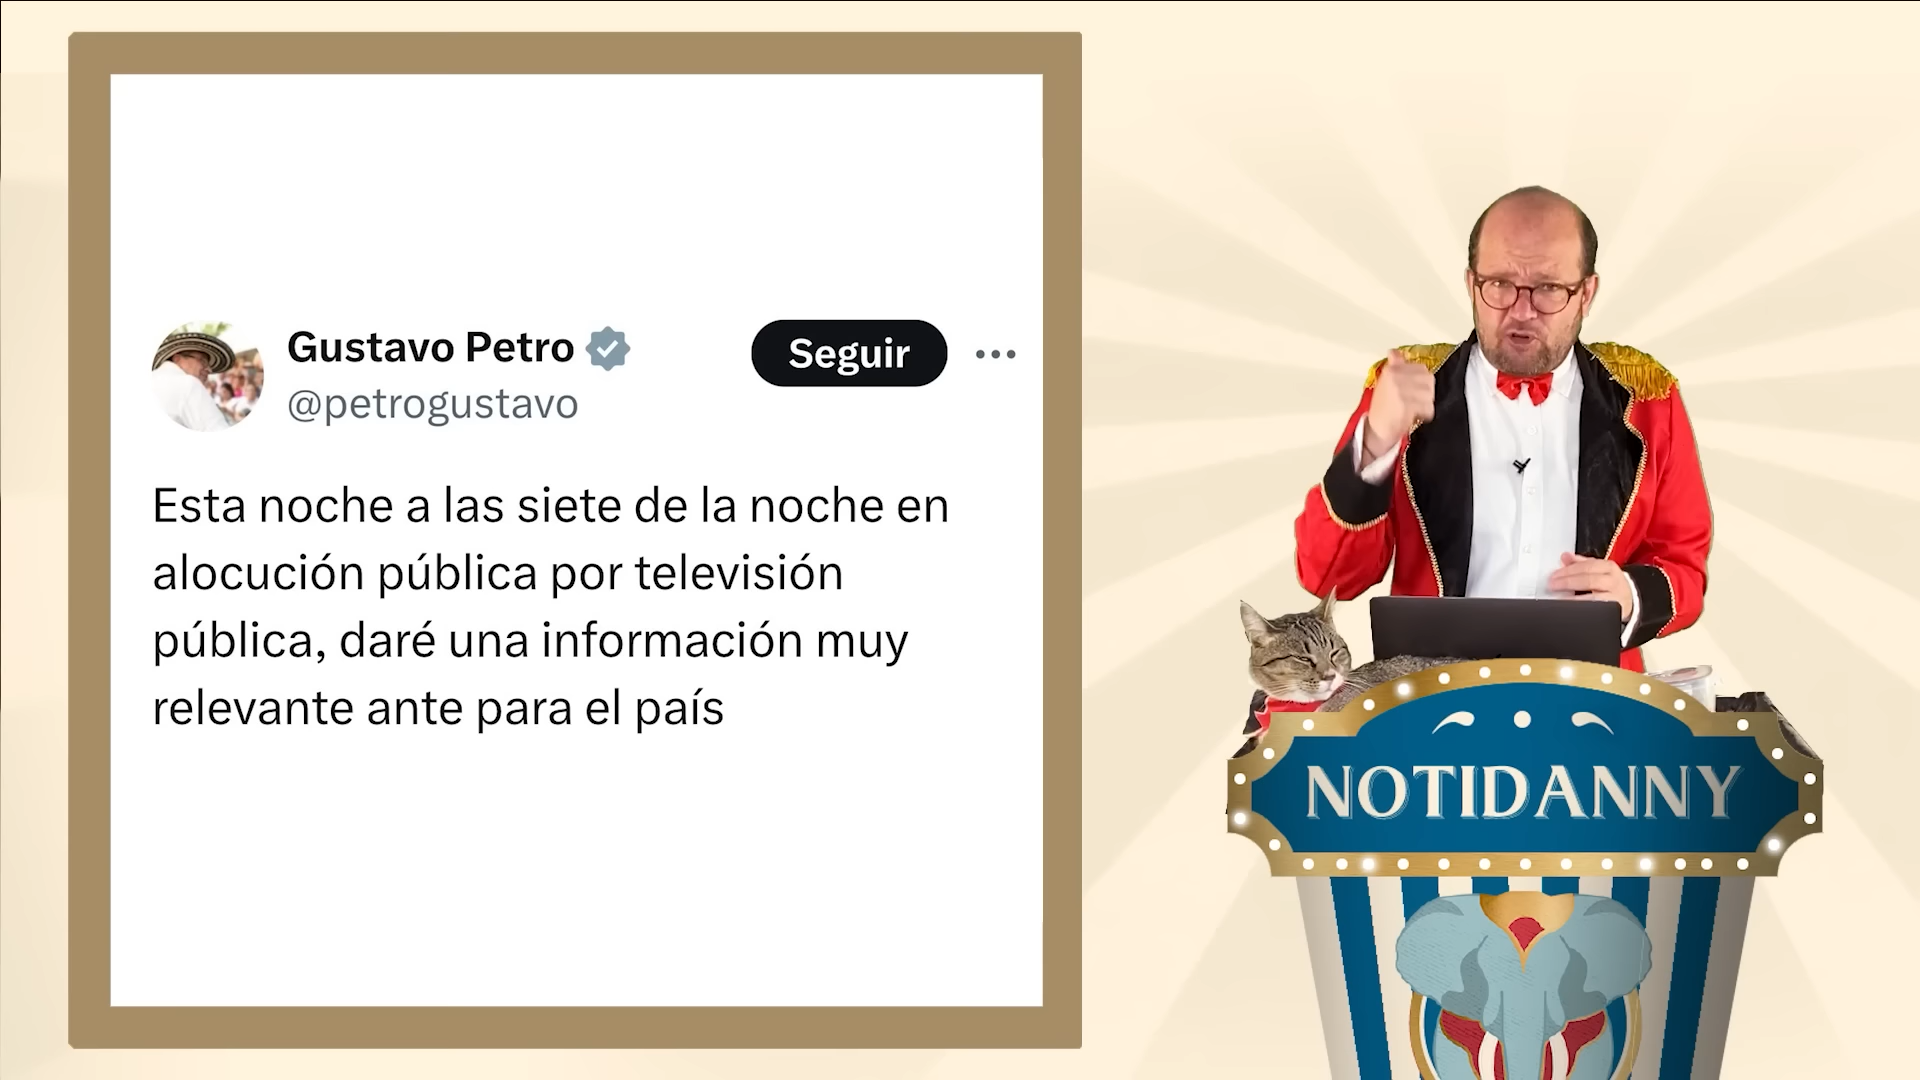 Gustavo Petro
Seguir
@petrogustavo
Esta noche a las siete de la noche en
alocución pública por televisión
pública, daré una información muy
relevante ante para el país
NOTIDANNY